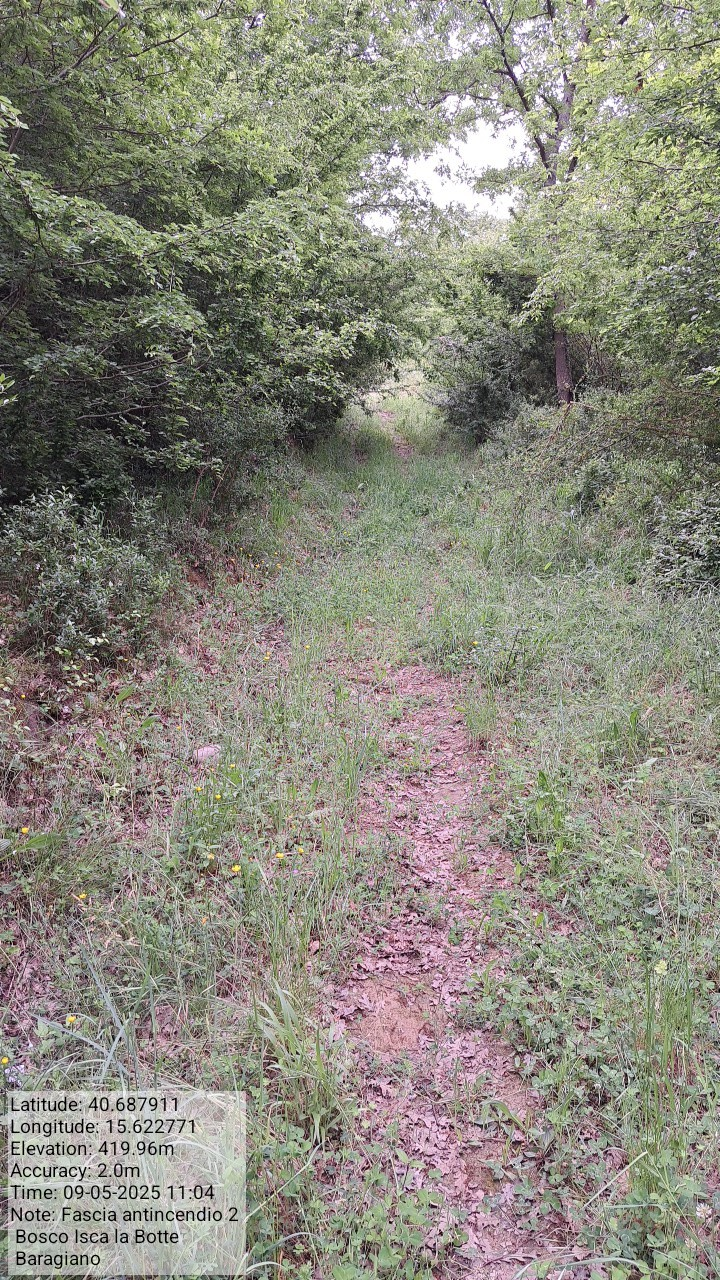 Latitude: 40.687911
Longitude: 15.622771
Elevation: 419.96m
Accuracy: 2.0m
Time: 09-05-2025 11:04
Note: Fascia antincendio 2
Bosco Isca la Botte
Baragiano